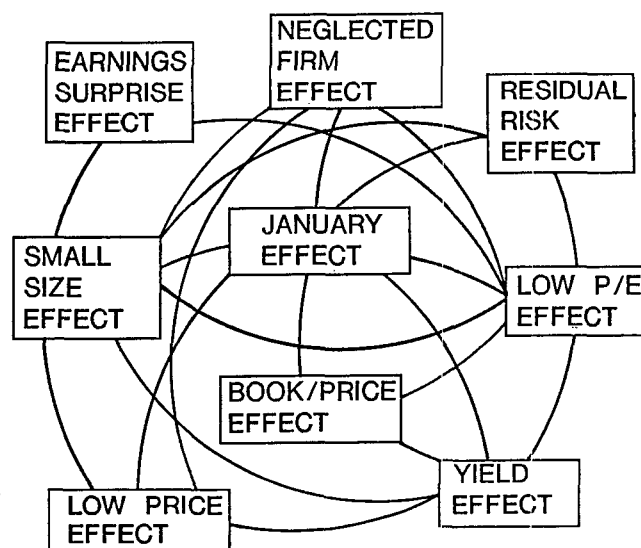 NEGLECTED
FIRM
EFFECT
EARNINGS
SURPRISE
EFFECT
RESIDUAL
RISK
EFFECT
JANUARY
EFFECT
SMALL
SIZE
EFFECT
LOW P/E
EFFECT
BOOK/PRICE
EFFECT
YIELD
EFFECT
LOW PRICE
EFFECT